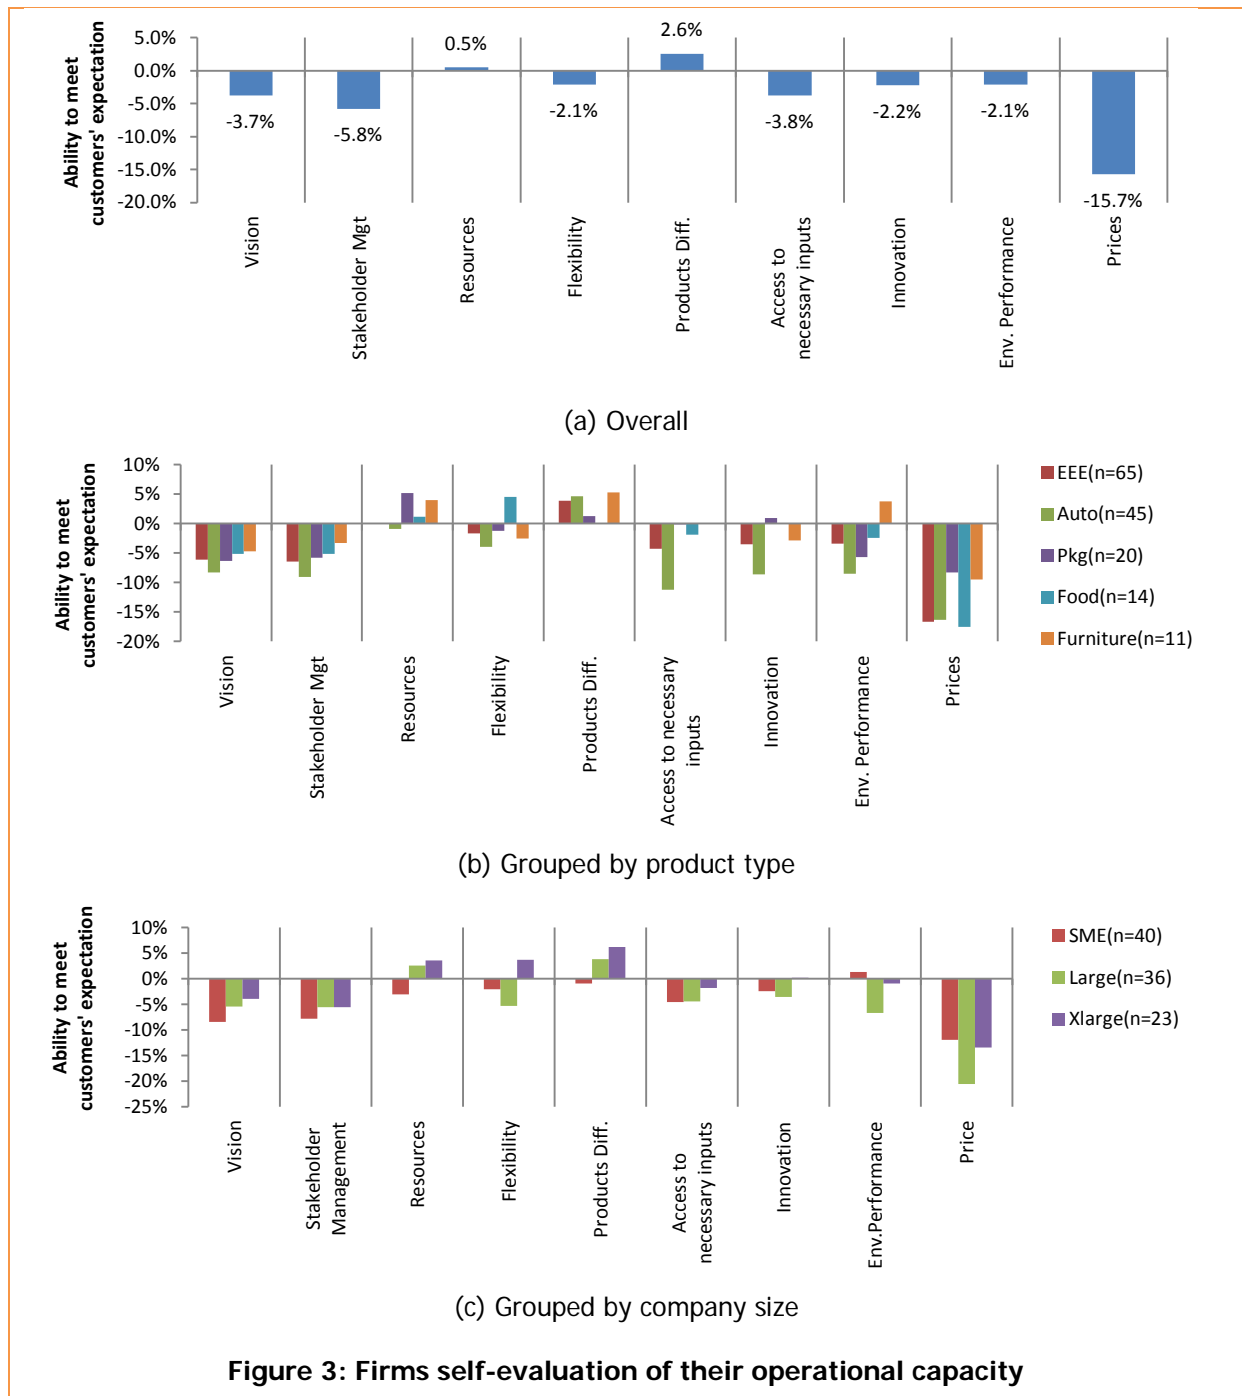 Ability to meet
customers' expectation
5.0%
0.0%
-5.0%
-10.0%
-15.0%
-20.0%
-3.7%
-5.8%
0.5%
-2.1%
2.6%
-3.8%
-2.2%
-2.1%
-15.7%
Vision
Stakeholder Mgt
Resources
Flexibility
Products Diff.
Access to
necessary inputs
Innovation
Env. Performance
Prices
(a) Overall
Ability to meet
customers' expectation
10%
5%
0%
-5%
-10%
-15%
-20%
EEE(n=65)
Auto(n=45)
Pkg(n=20)
Food(n=14)
Furniture(n=11)
Vision
Stakeholder Mgt
Resources
Flexibility
Products Diff.
Access to necessary
inputs
Innovation
Env. Performance
Prices
(b) Grouped by product type
Ability to meet
customers' expectation
10%
5%
0%
-5%
-10%
-15%
-20%
-25%
SME(n=40)
Large(n=36)
Xlarge(n=23)
Vision
Stakeholder
Management
Resources
Flexibility
Products Diff.
Access to
necessary inputs
Innovation
Env.Performance
Price
(c) Grouped by company size
Figure 3: Firms self-evaluation of their operational capacity